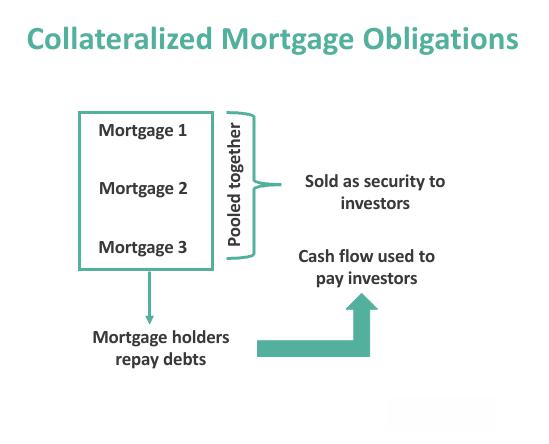 Collateralized Mortgage Obligations
Mortgage 1
Mortgage 2
Mortgage 3
Pooled together
Sold as security to
investors
Cash flow used to
pay investors
Mortgage holders
repay debts